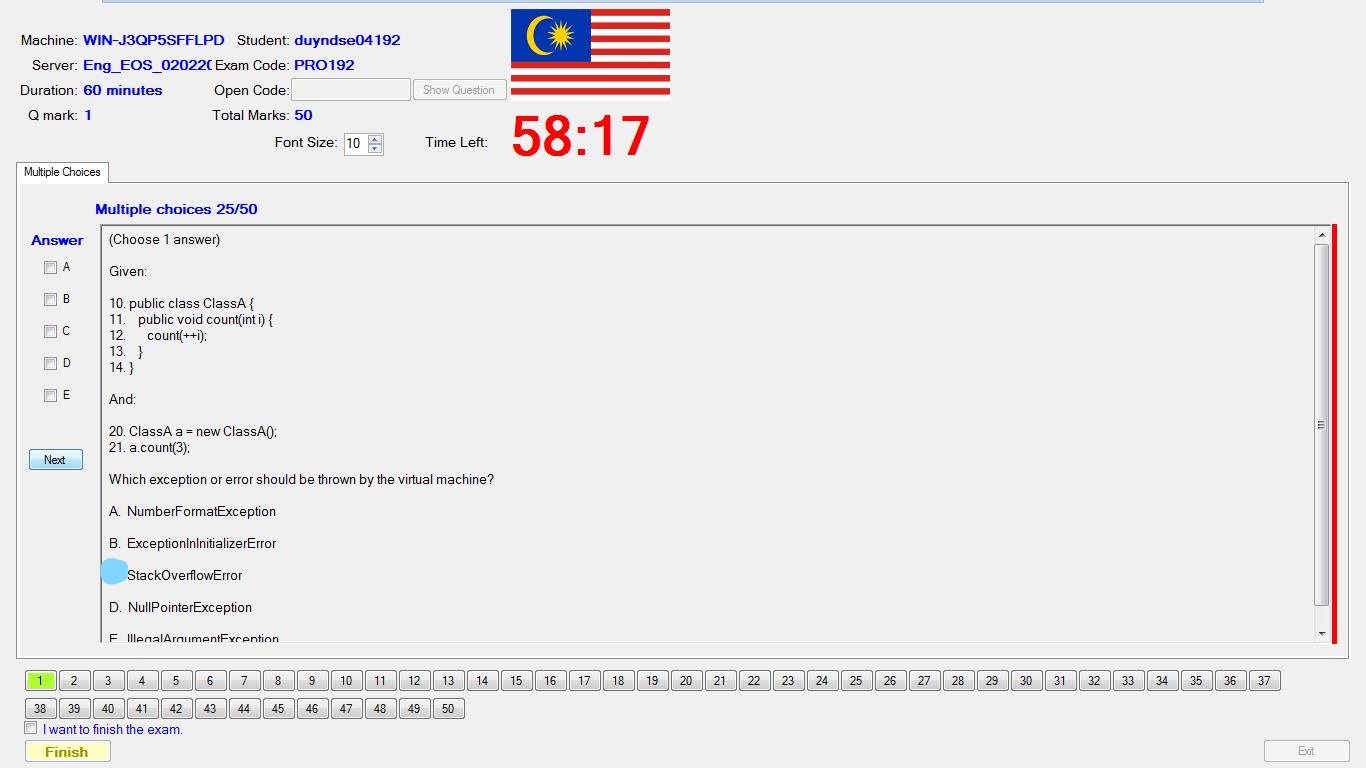 Machine: WIN-J3QP5SFFLPD Student: duyndse04192
Server: Eng_EOS_02022 Exam Code: PRO192
Duration: 60 minutes Open Code: Show Question
Q mark: 1 Total Marks: 50
Font Size: 10 Time Left: 58:17
Multiple Choices
Multiple choices 25/50
Answer
A
B
C
D
E
Next
(Choose 1 answer)
Given:
10. public class ClassA {
11. public void count(int i) {
12. count(++i);
13. }
14. }
And:
20. ClassA a = new ClassA();
21. a.count(3);
Which exception or error should be thrown by the virtual machine?
A. NumberFormatException
B. ExceptionInInitializerError
StackOverflowError
D. NullPointerException
E. IllegalArgumentException
1 2 3 4 5 6 7 8 9 10 11 12 13 14 15 16 17 18 19 20 21 22 23 24 25 26 27 28 29 30 31 32 33 34 35 36 37
38 39 40 41 42 43 44 45 46 47 48 49 50
I want to finish the exam.
Finish
Exit